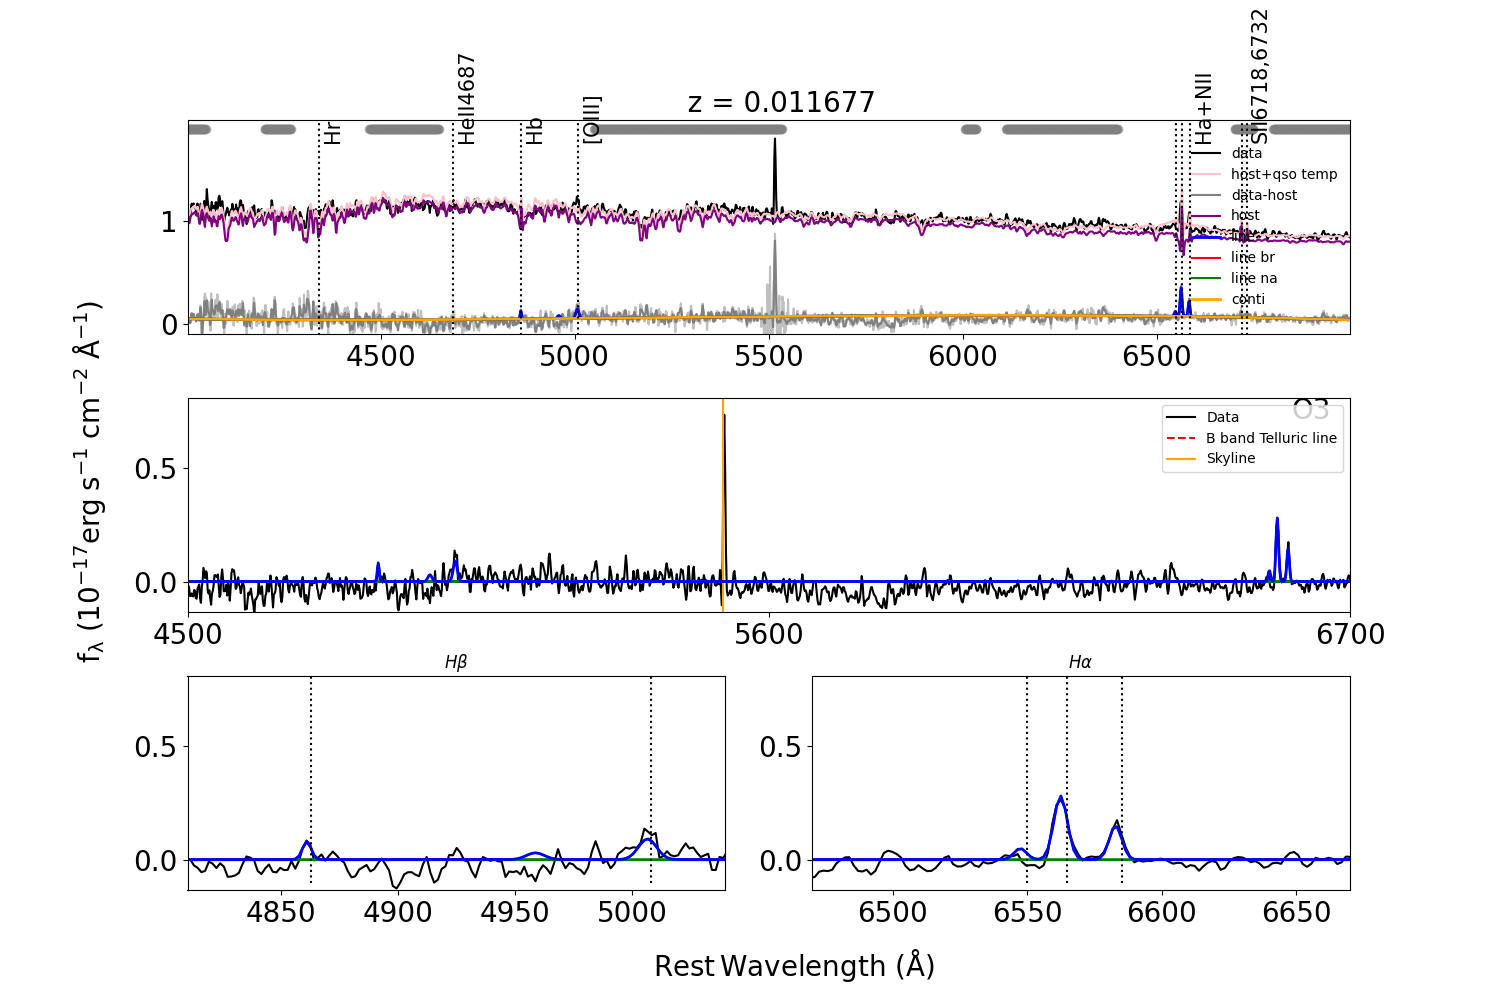 z = 0.011677
Hr
HeII4687
Hb
[OIII]
Ha+NII
SII6718,6732
data
host+qso temp
data-host
host
line
line br
line na
conti
1
0
4500
5000
5500
6000
6500
O3
Data
B band Telluric line
Skyline
0.5
0.0
4500
5600
6700
fλ (10⁻¹⁷erg s⁻¹ cm⁻² Å⁻¹)
Hβ
0.5
0.0
4850
4900
4950
5000
Hα
0.5
0.0
6500
6550
6600
6650
Rest Wavelength (Å)